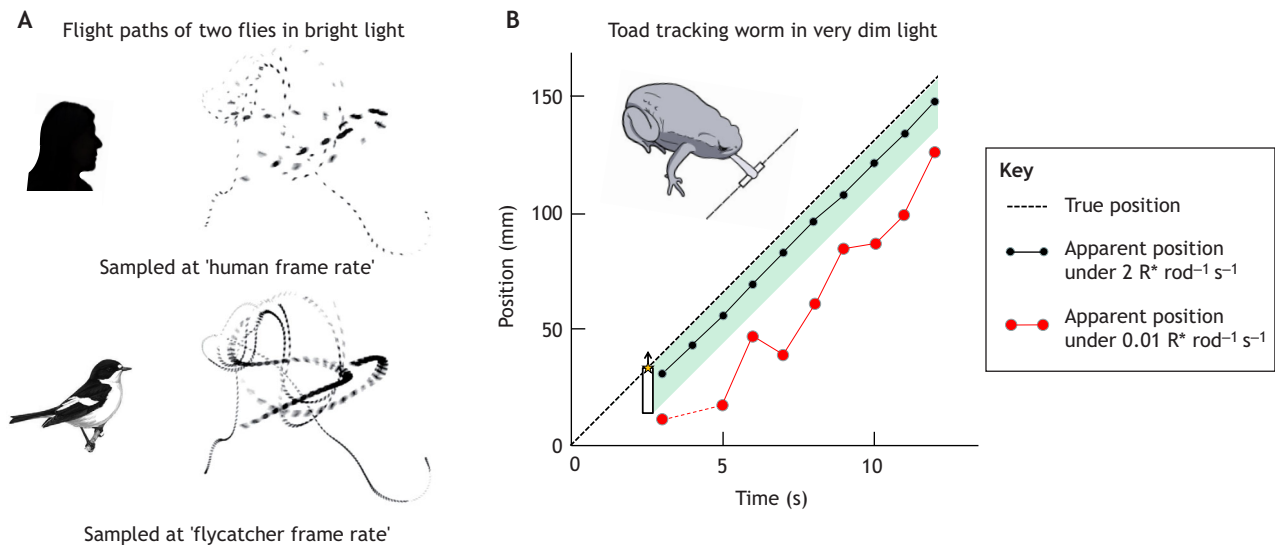 A
Flight paths of two flies in bright light
Sampled at 'human frame rate'
Sampled at 'flycatcher frame rate'
B
Toad tracking worm in very dim light
Position (mm)
150
100
50
0
0
5
10
Time (s)
Key
True position
Apparent position
under 2 R* rod⁻¹ s⁻¹
Apparent position
under 0.01 R* rod⁻¹ s⁻¹